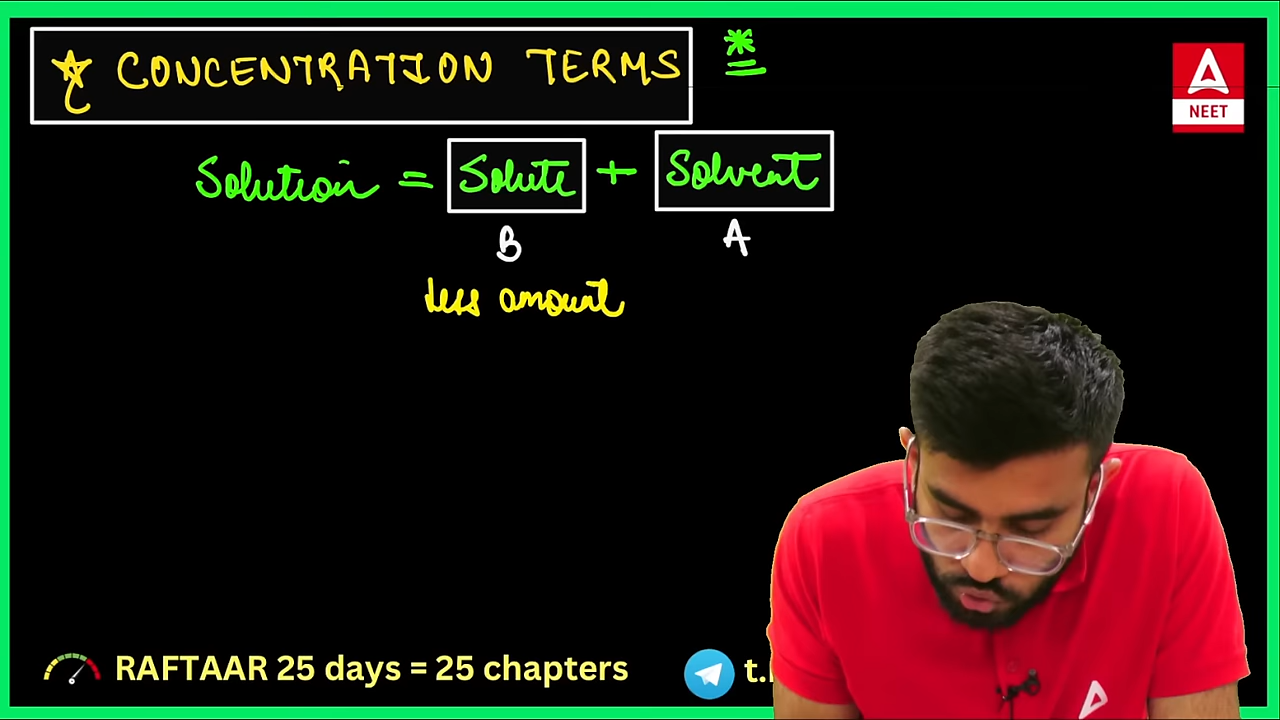 CONCENTRATION TERMS
NEET
Solution = Solute + Solvent
B A
less amount
RAFTAAR 25 days = 25 chapters